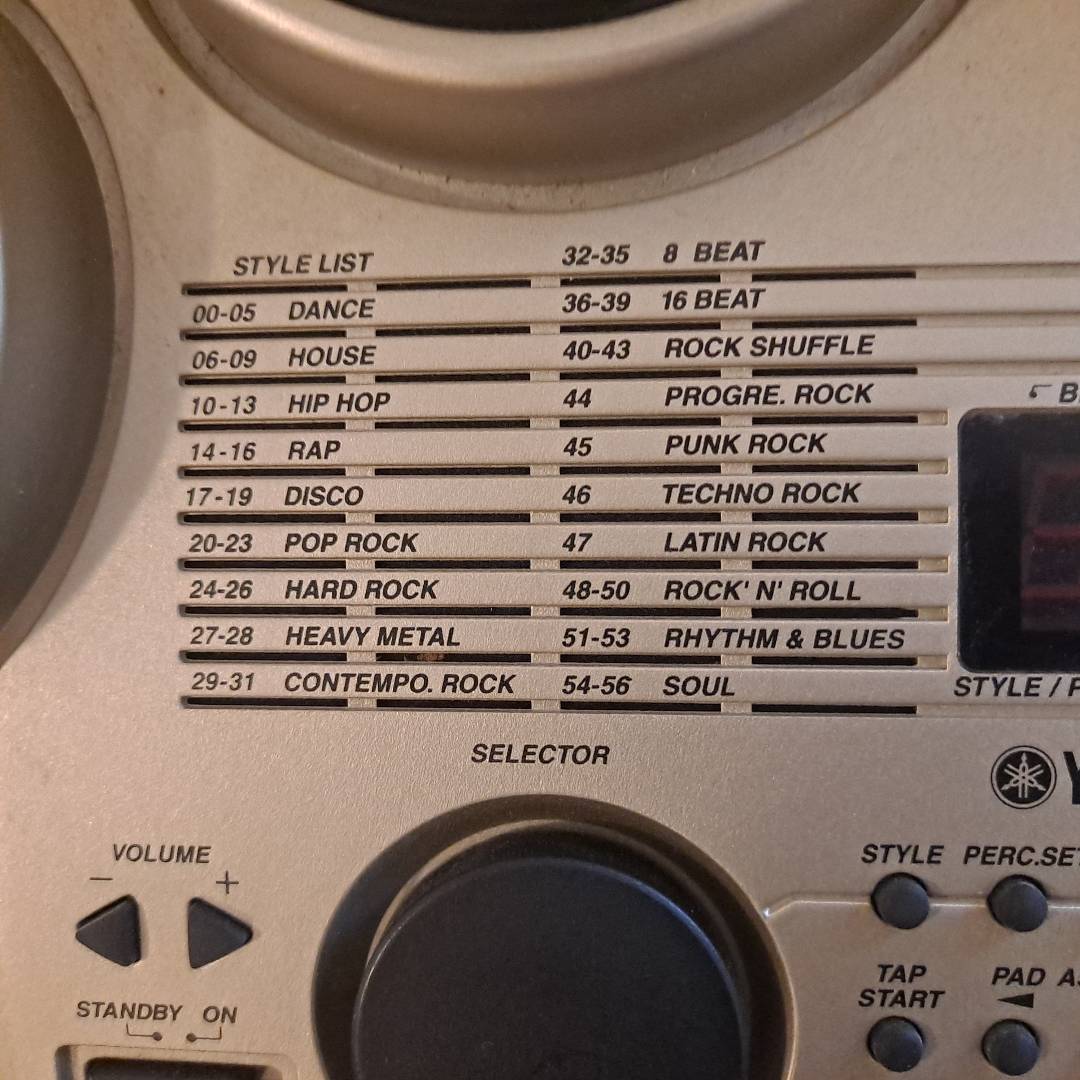 STYLE LIST
00-05 DANCE
06-09 HOUSE
10-13 HIP HOP
14-16 RAP
17-19 DISCO
20-23 POP ROCK
24-26 HARD ROCK
27-28 HEAVY METAL
29-31 CONTEMPO. ROCK
32-35 8 BEAT
36-39 16 BEAT
40-43 ROCK SHUFFLE
44 PROGRE. ROCK
45 PUNK ROCK
46 TECHNO ROCK
47 LATIN ROCK
48-50 ROCK' N' ROLL
51-53 RHYTHM & BLUES
54-56 SOUL
STYLE /
SELECTOR
VOLUME
- +
STANDBY ON
STYLE PERC.SE
TAP PAD
START